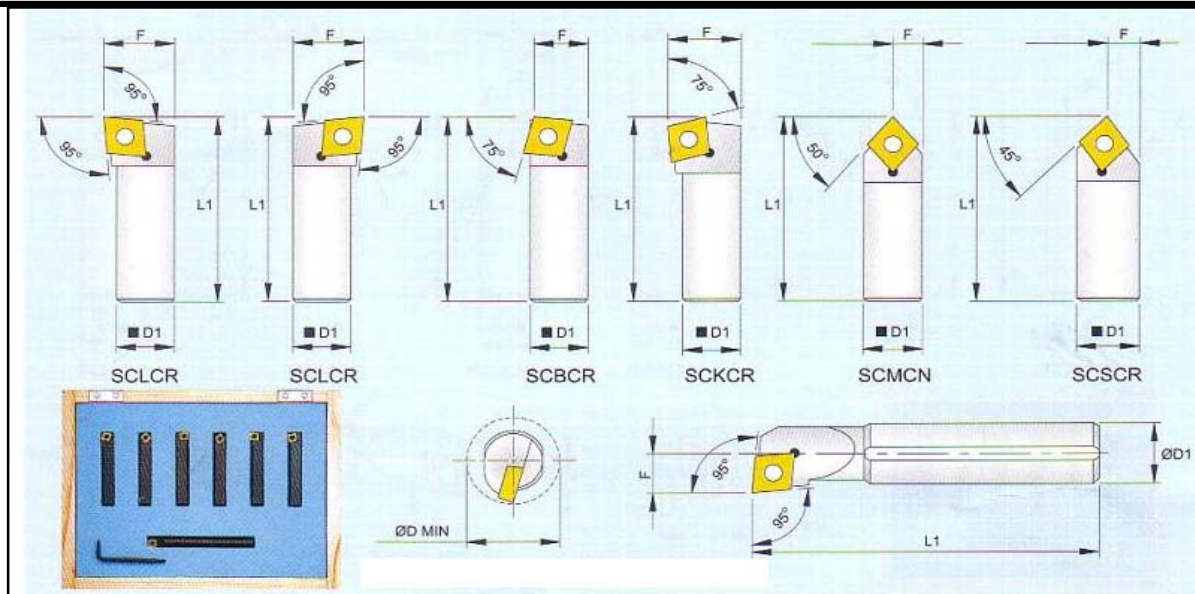 F F F F F F
95° 95° 75°
95° 95° 75° 50° 45°
L1 L1 L1 L1 L1 L1
■ D1 ■ D1 ■ D1 ■ D1 ■ D1 ■ D1
SCLCR SCLCR SCBCR SCKCR SCMCN SCSCR
F 95° ØD1
95°
ØD MIN L1